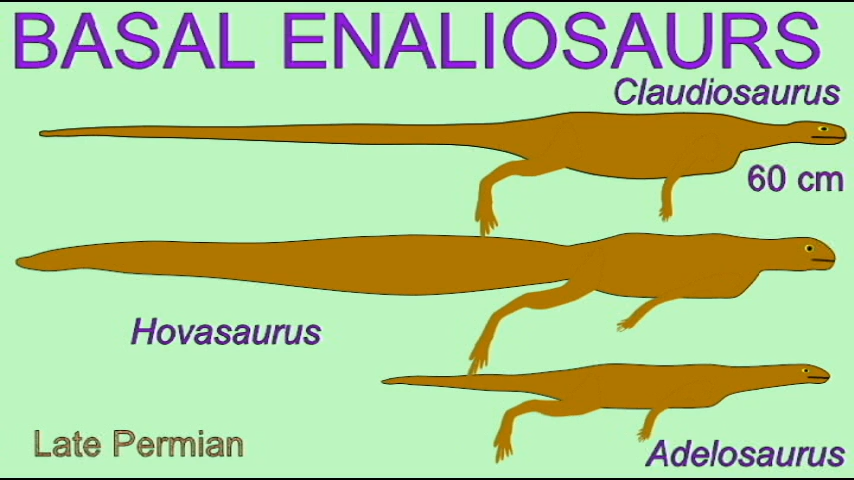 BASAL ENALIOSAURS
Claudiosaurus
60 cm
Hovasaurus
Late Permian
Adelosaurus